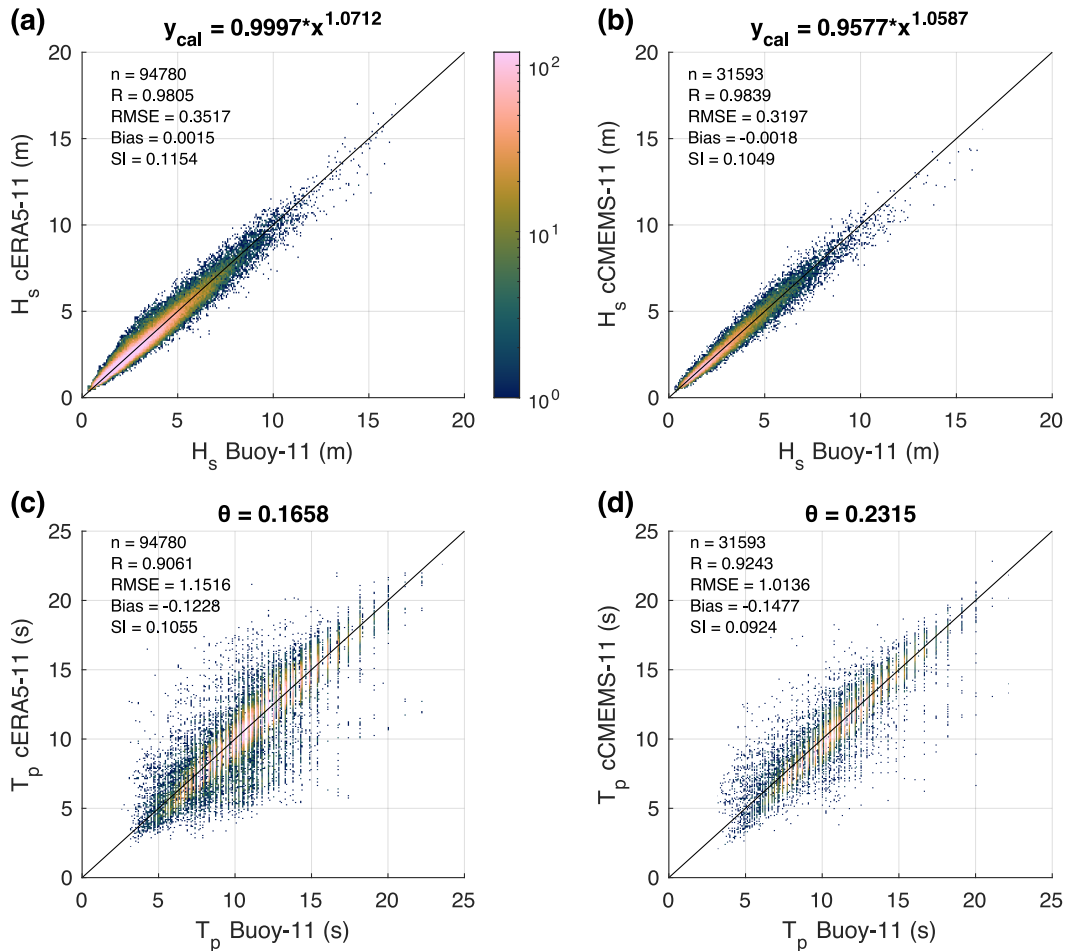 (a)
y_cal = 0.9997*x^1.0712
20
15
10
5
0
n = 94780
R = 0.9805
RMSE = 0.3517
Bias = 0.0015
SI = 0.1154
H_s cERA5-11 (m)
0 5 10 15 20
H_s Buoy-11 (m)
10^2
10^1
10^0
(b)
y_cal = 0.9577*x^1.0587
20
15
10
5
0
n = 31593
R = 0.9839
RMSE = 0.3197
Bias = -0.0018
SI = 0.1049
H_s cCMEMS-11 (m)
0 5 10 15 20
H_s Buoy-11 (m)
(c)
θ = 0.1658
25
20
15
10
5
0
n = 94780
R = 0.9061
RMSE = 1.1516
Bias = -0.1228
SI = 0.1055
T_p cERA5-11 (s)
0 5 10 15 20 25
T_p Buoy-11 (s)
(d)
θ = 0.2315
25
20
15
10
5
0
n = 31593
R = 0.9243
RMSE = 1.0136
Bias = -0.1477
SI = 0.0924
T_p cCMEMS-11 (s)
0 5 10 15 20 25
T_p Buoy-11 (s)